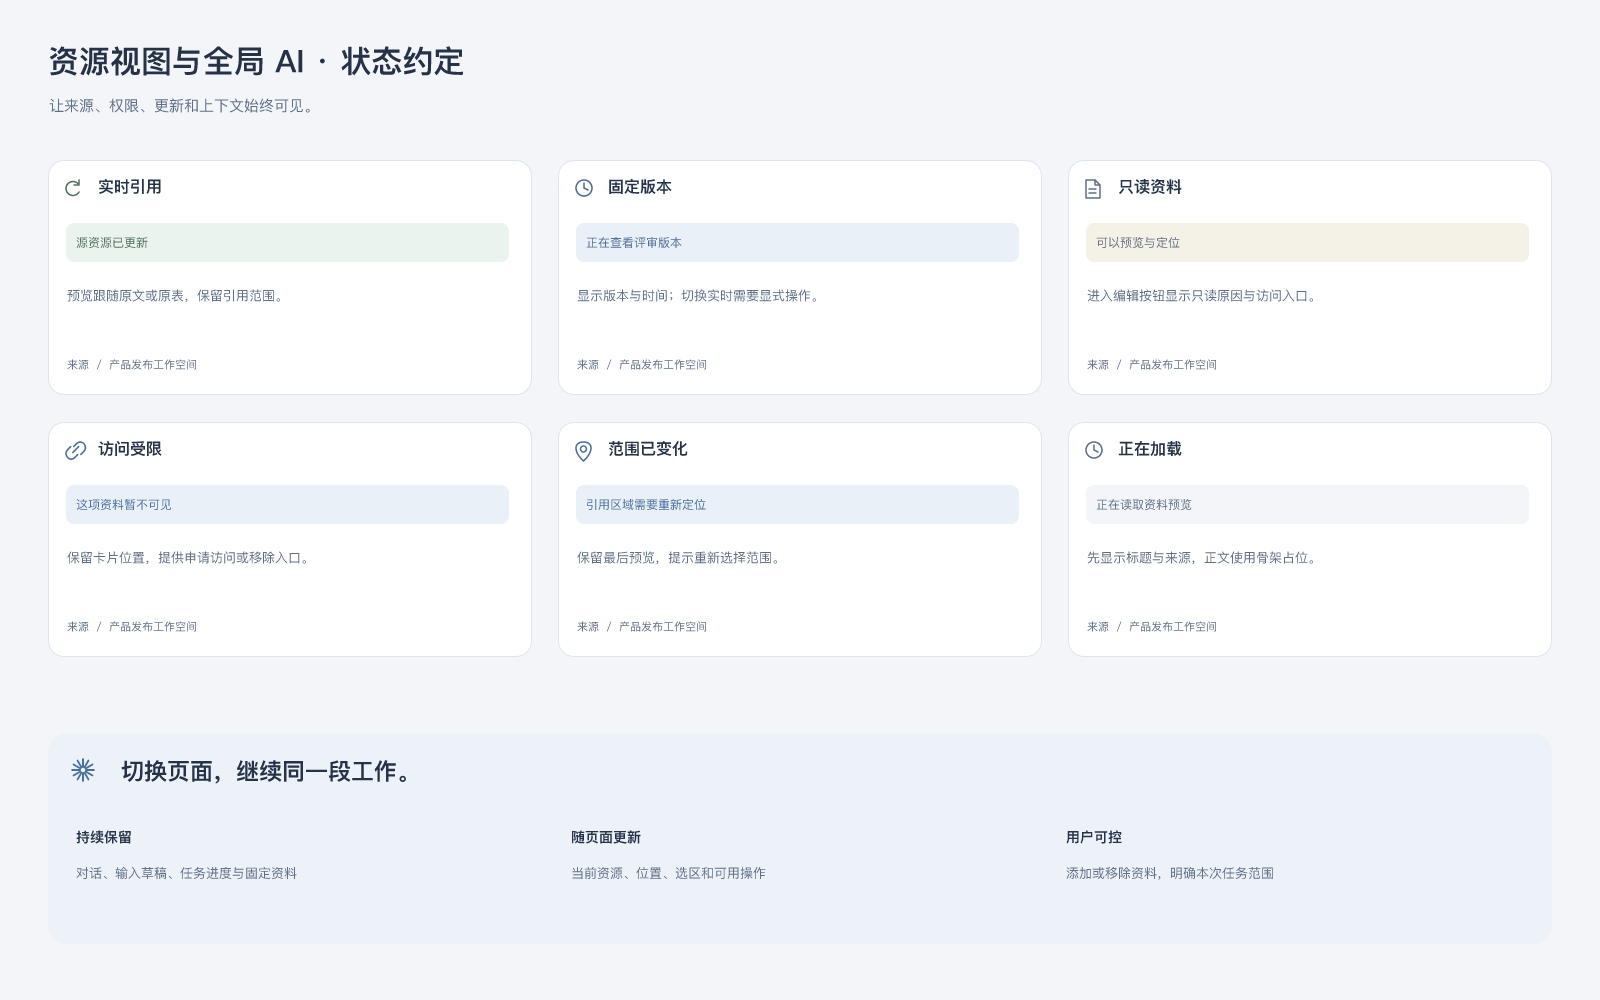 资源视图与全局 AI · 状态约定
让来源、权限、更新和上下文始终可见。
实时引用
源资源已更新
预览跟随原文或原表，保留引用范围。
来源 / 产品发布工作空间
固定版本
正在查看评审版本
显示版本与时间；切换实时需要显式操作。
来源 / 产品发布工作空间
只读资料
可以预览与定位
进入编辑按钮显示只读原因与访问入口。
来源 / 产品发布工作空间
访问受限
这项资料暂不可见
保留卡片位置，提供申请访问或移除入口。
来源 / 产品发布工作空间
范围已变化
引用区域需要重新定位
保留最后预览，提示重新选择范围。
来源 / 产品发布工作空间
正在加载
正在读取资料预览
先显示标题与来源，正文使用骨架占位。
来源 / 产品发布工作空间
切换页面，继续同一段工作。
持续保留
对话、输入草稿、任务进度与固定资料
随页面更新
当前资源、位置、选区和可用操作
用户可控
添加或移除资料，明确本次任务范围